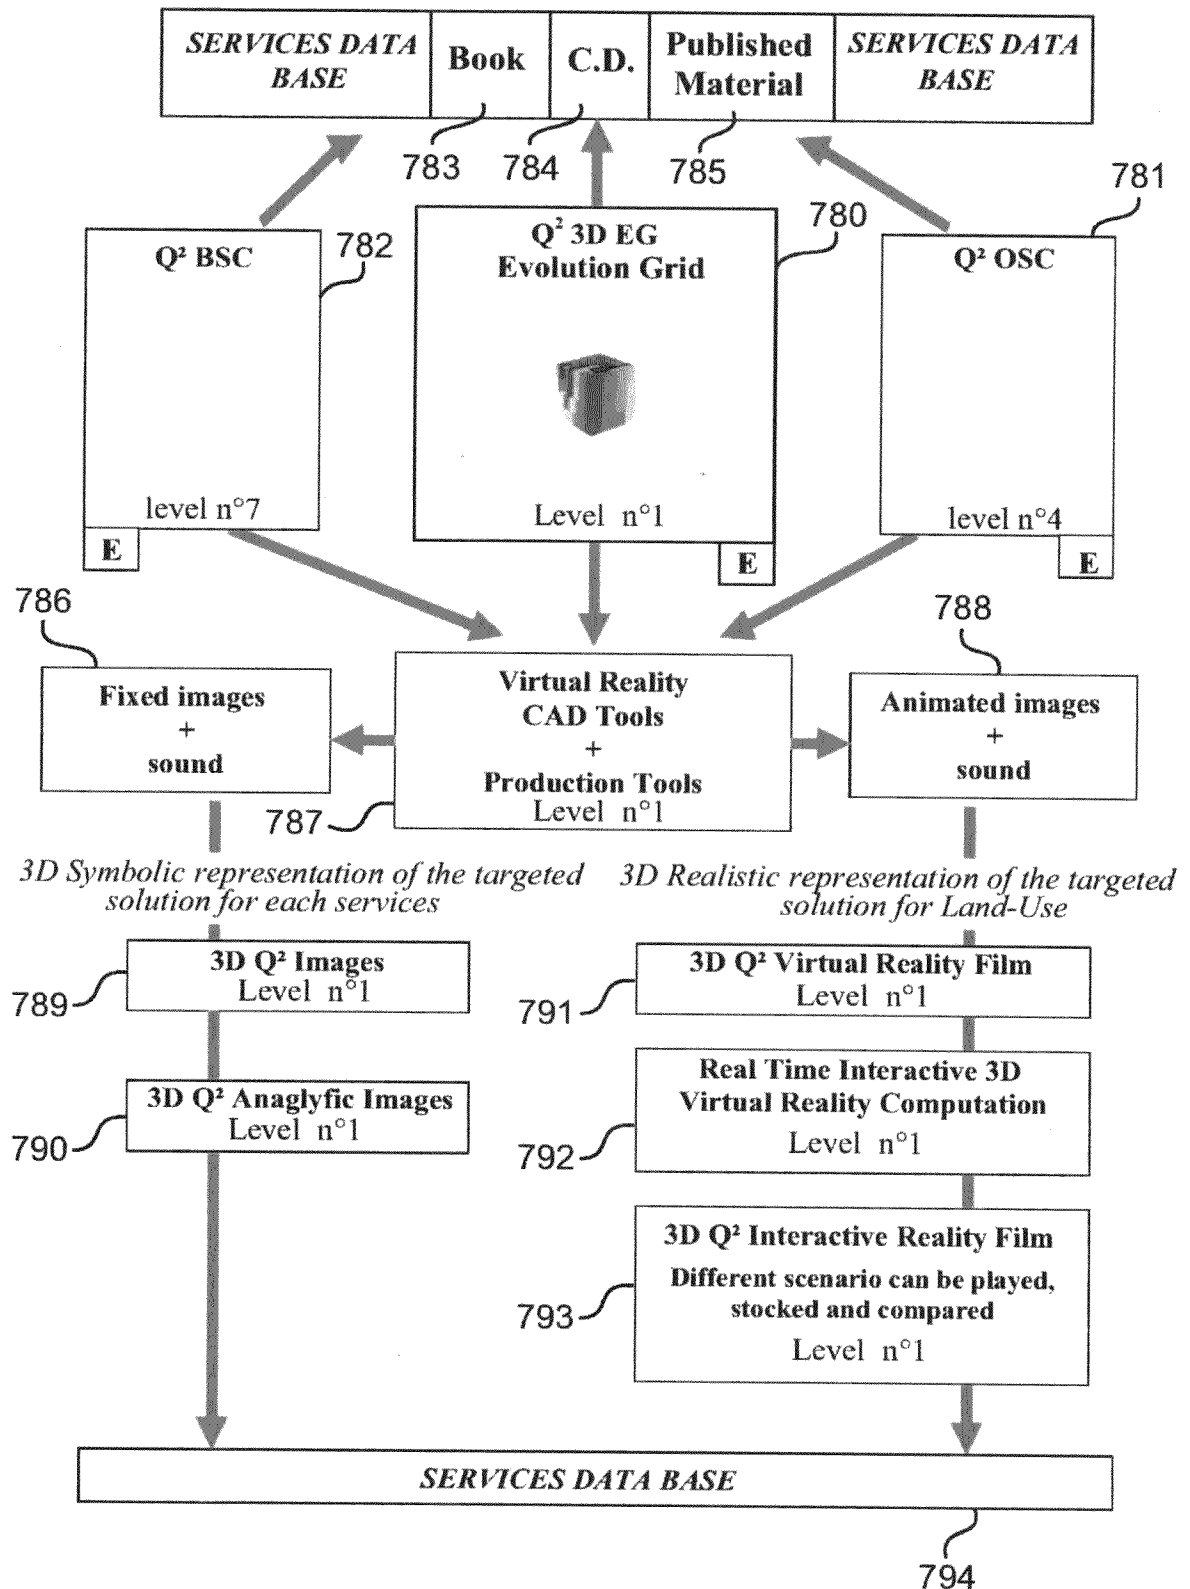 SERVICES DATA
BASE
Book
C.D.
Published
Material
SERVICES DATA
BASE
783
784
785
781
780
782
Q² BSC
level n°7
E
Q² 3D EG
Evolution Grid
Level n°1
E
Q² OSC
level n°4
E
786
788
Fixed images
+
sound
Virtual Reality
CAD Tools
+
Production Tools
Level n°1
Animated images
+
sound
787
3D Symbolic representation of the targeted
solution for each services
3D Realistic representation of the targeted
solution for Land-Use
3D Q² Images
Level n°1
789
3D Q² Anaglyfic Images
Level n°1
790
3D Q² Virtual Reality Film
Level n°1
791
Real Time Interactive 3D
Virtual Reality Computation
Level n°1
792
3D Q² Interactive Reality Film
Different scenario can be played,
stocked and compared
Level n°1
793
SERVICES DATA BASE
794